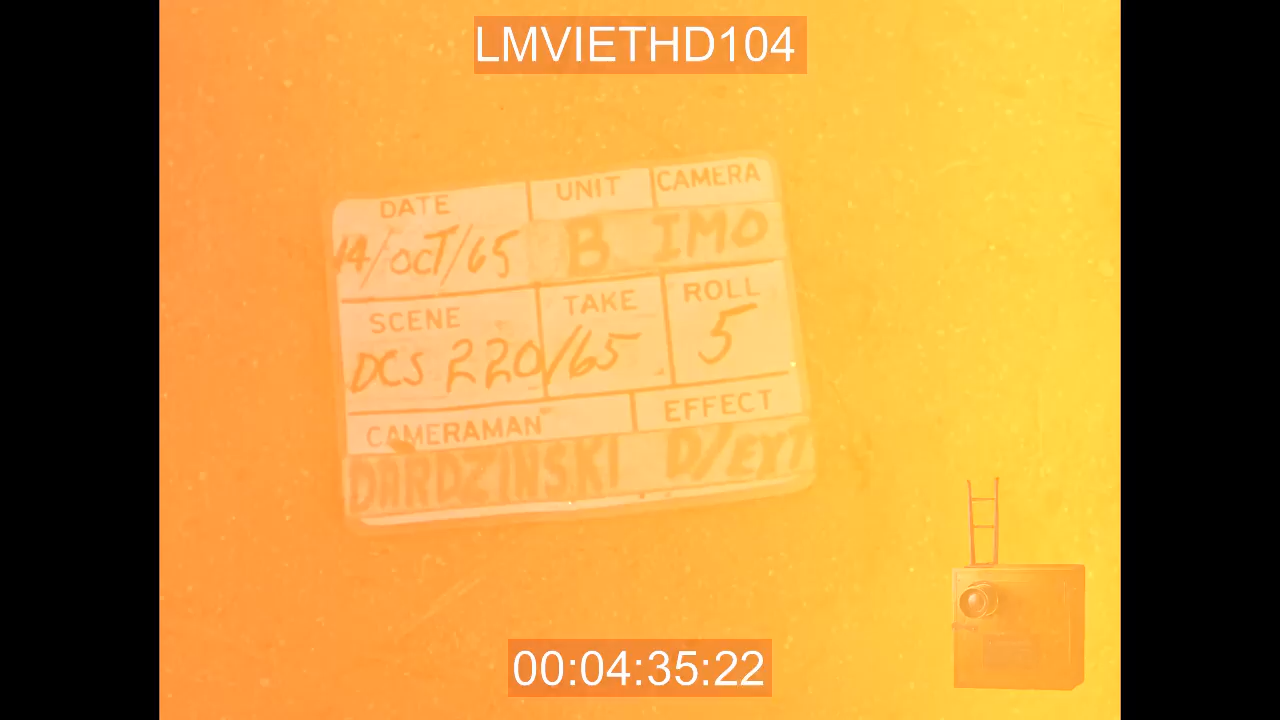 LMVIETHD104
DATE UNIT CAMERA
14/OCT/65 B IMO
SCENE TAKE ROLL
DCS 220/65 5
CAMERAMAN EFFECT
DARDZINSKI D/EXT
00:04:35:22